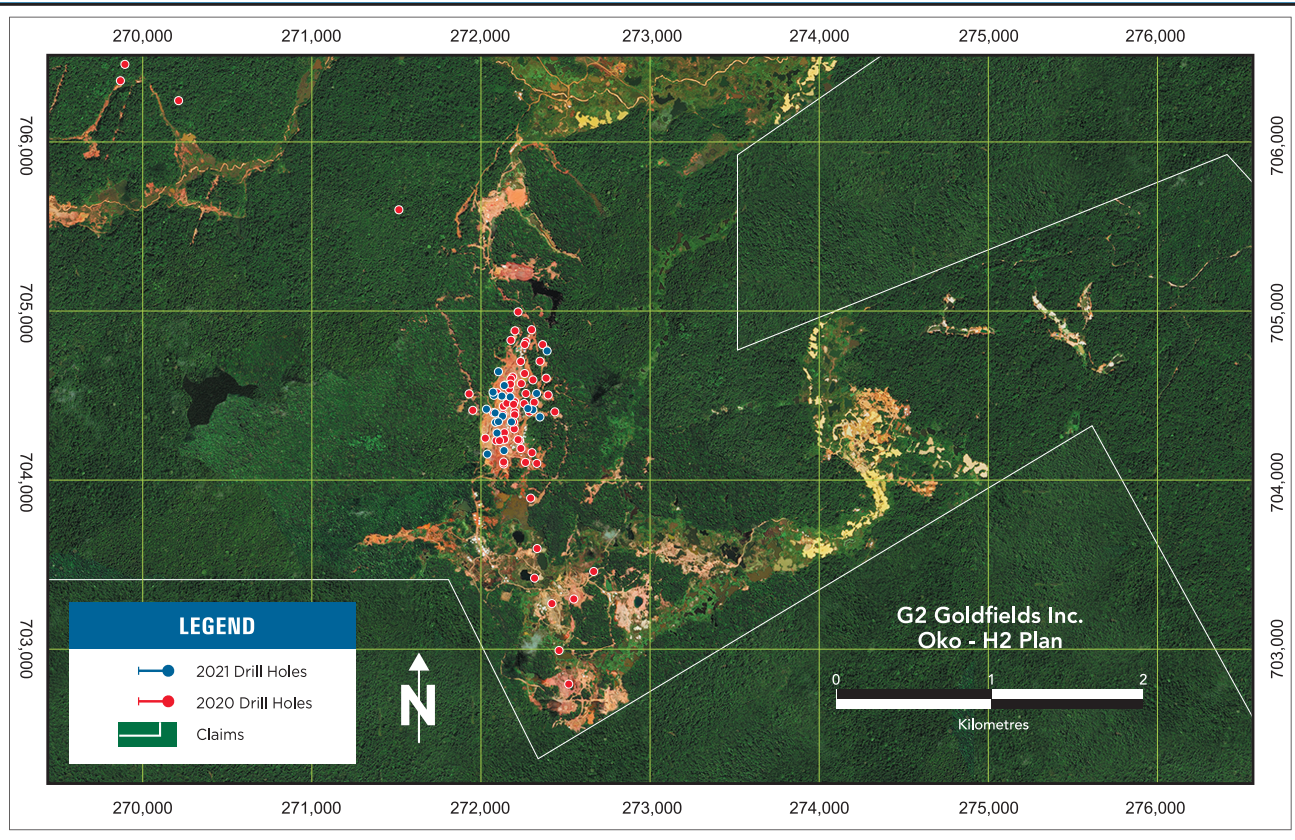 270,000 271,000 272,000 273,000 274,000 275,000 276,000
706,000 706,000
705,000 705,000
704,000 704,000
703,000 703,000
LEGEND
2021 Drill Holes
2020 Drill Holes
Claims
N
G2 Goldfields Inc.
Oko - H2 Plan
0 1 2
Kilometres
270,000 271,000 272,000 273,000 274,000 275,000 276,000